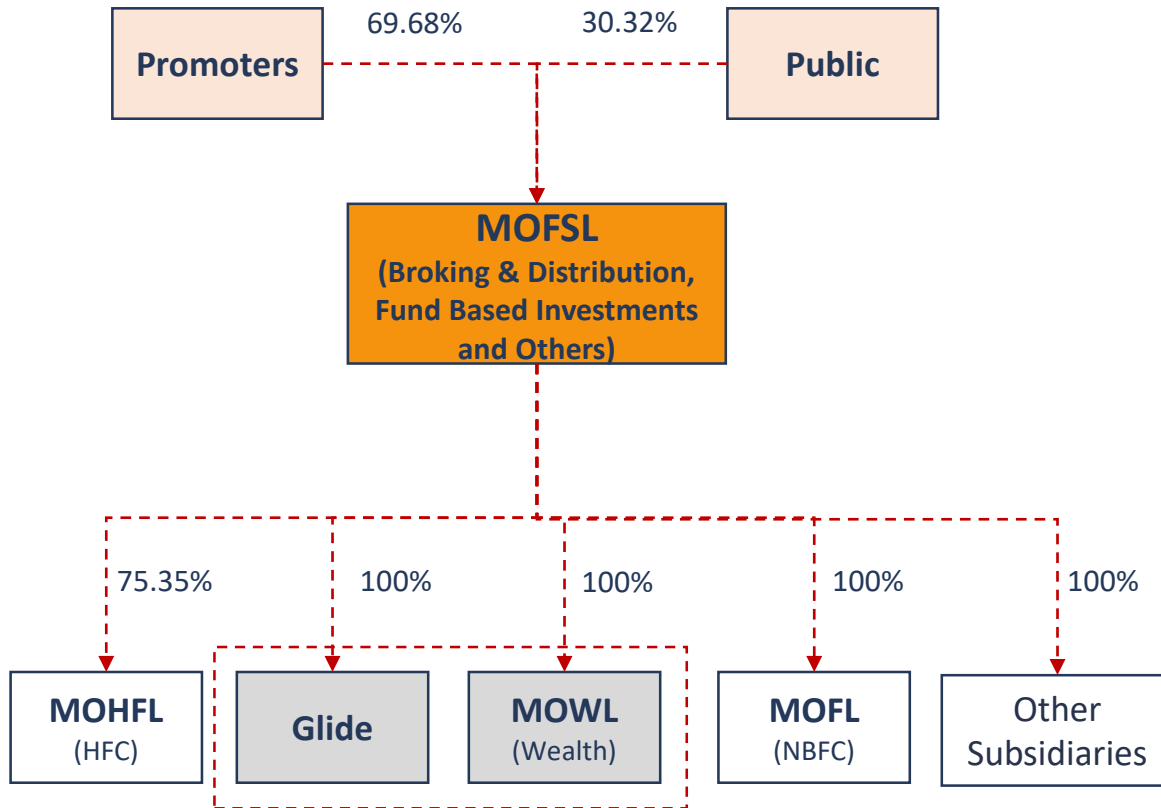 69.68%
30.32%
Promoters
Public
MOFSL
(Broking & Distribution,
Fund Based Investments
and Others)
75.35%
100%
100%
100%
100%
MOHFL
(HFC)
Glide
MOWL
(Wealth)
MOFL
(NBFC)
Other
Subsidiaries